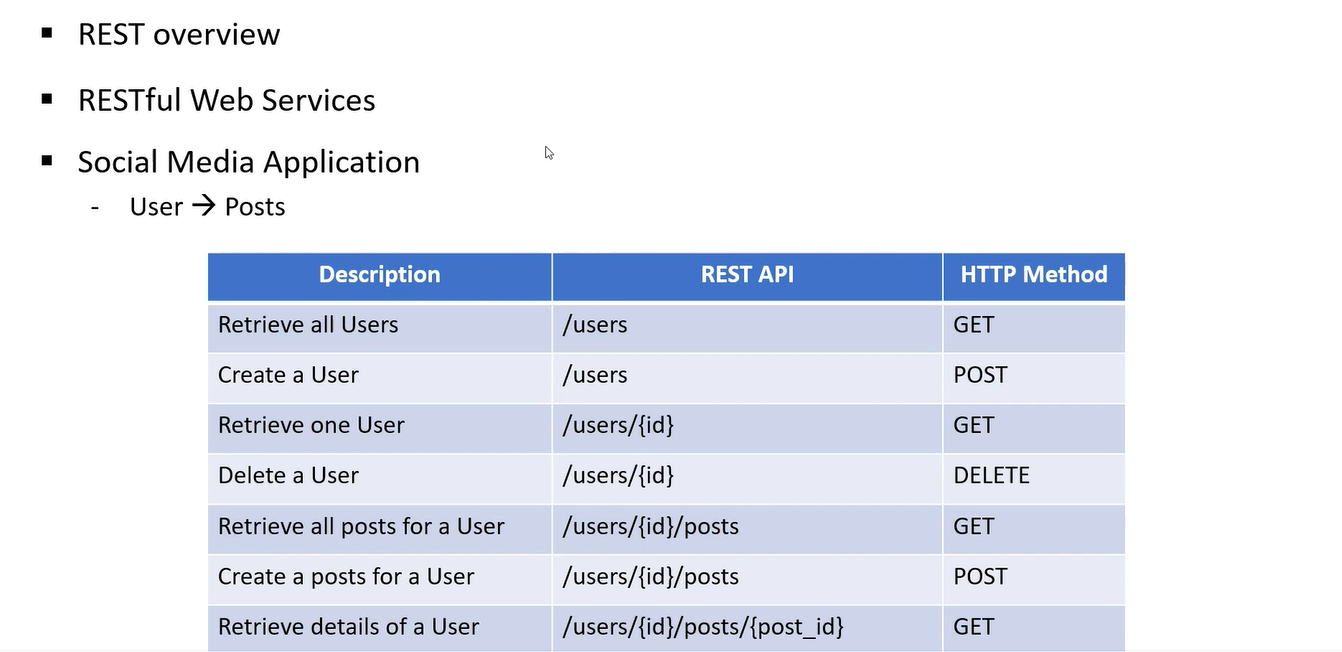 ▪ REST overview
▪ RESTful Web Services
▪ Social Media Application
- User → Posts
Description REST API HTTP Method
Retrieve all Users /users GET
Create a User /users POST
Retrieve one User /users/{id} GET
Delete a User /users/{id} DELETE
Retrieve all posts for a User /users/{id}/posts GET
Create a posts for a User /users/{id}/posts POST
Retrieve details of a User /users/{id}/posts/{post_id} GET